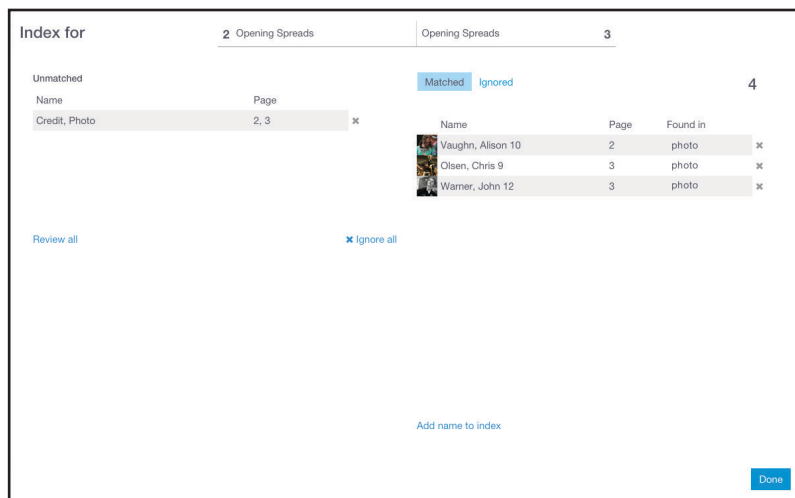 Index for
2 Opening Spreads
Opening Spreads 3
Unmatched
Name Page
Credit, Photo 2, 3 ✖
Review all ✖ Ignore all
Matched Ignored 4
Name Page Found in
Vaughn, Alison 10 2 photo ✖
Olsen, Chris 9 3 photo ✖
Warner, John 12 3 photo ✖
Add name to index
Done